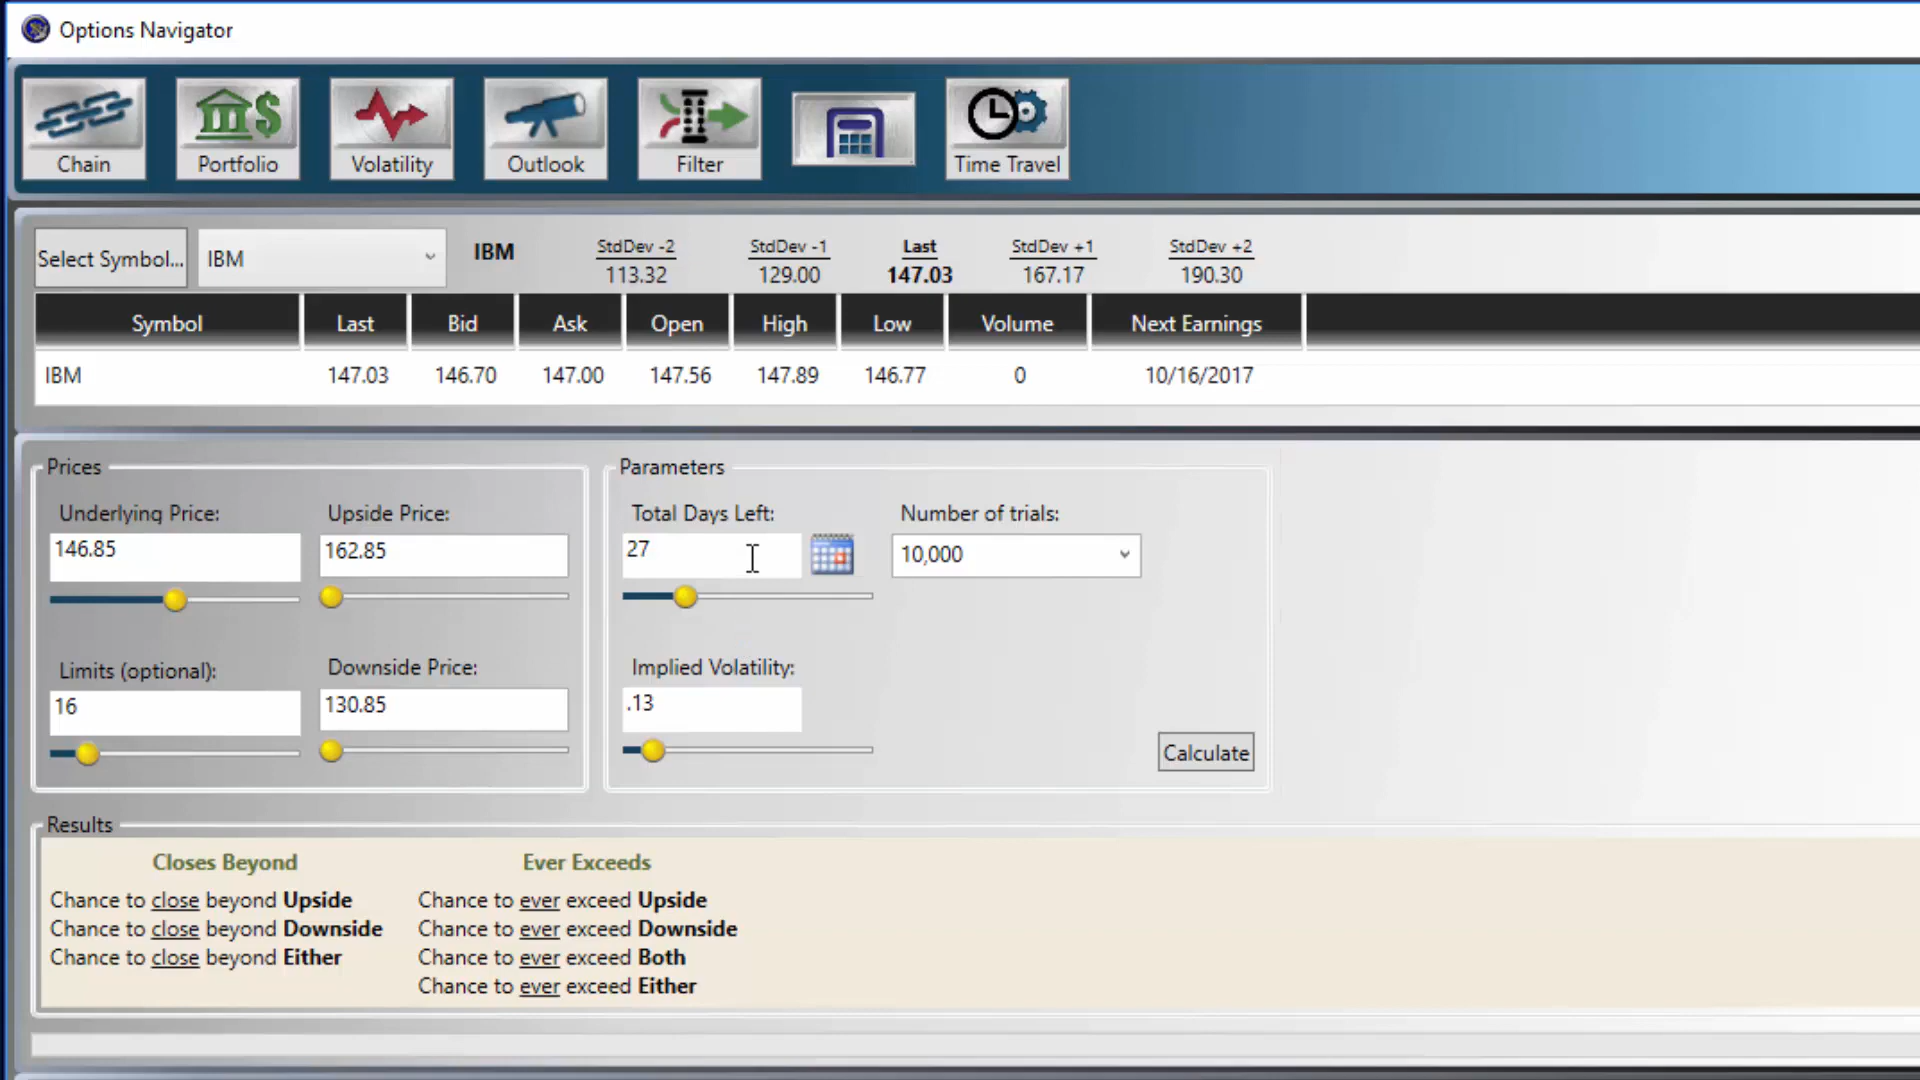 Options Navigator
Chain Portfolio Volatility Outlook Filter Time Travel
Select Symbol... IBM IBM StdDev -2 StdDev -1 Last StdDev +1 StdDev +2
113.32 129.00 147.03 167.17 190.30
Symbol Last Bid Ask Open High Low Volume Next Earnings
IBM 147.03 146.70 147.00 147.56 147.89 146.77 0 10/16/2017
Prices Parameters
Underlying Price: Upside Price: Total Days Left: Number of trials:
146.85 162.85 27 10,000
Limits (optional): Downside Price: Implied Volatility:
16 130.85 .13
Calculate
Results
Closes Beyond Ever Exceeds
Chance to close beyond Upside Chance to ever exceed Upside
Chance to close beyond Downside Chance to ever exceed Downside
Chance to close beyond Either Chance to ever exceed Both
Chance to ever exceed Either